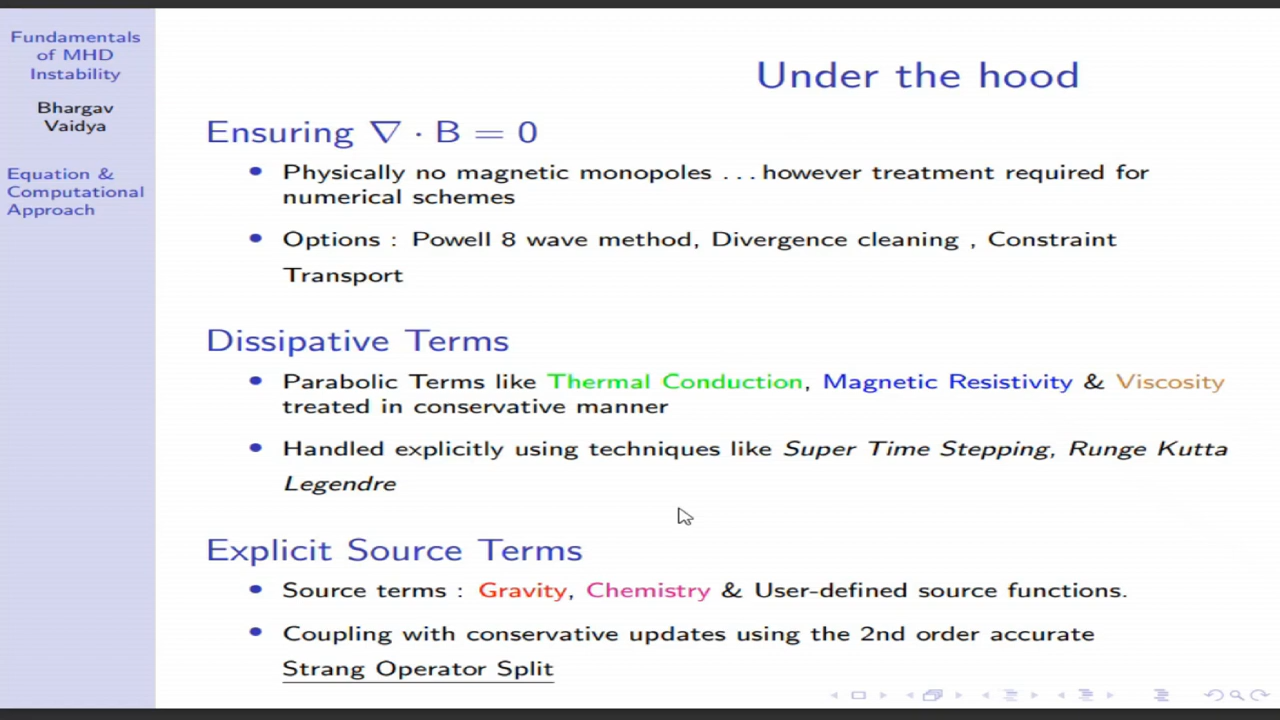 Fundamentals
of MHD
Instability
Bhargav
Vaidya
Equation &
Computational
Approach
Under the hood
Ensuring ∇ · B = 0
• Physically no magnetic monopoles ... however treatment required for
numerical schemes
• Options : Powell 8 wave method, Divergence cleaning , Constraint
Transport
Dissipative Terms
• Parabolic Terms like Thermal Conduction, Magnetic Resistivity & Viscosity
treated in conservative manner
• Handled explicitly using techniques like Super Time Stepping, Runge Kutta
Legendre
Explicit Source Terms
• Source terms : Gravity, Chemistry & User-defined source functions.
• Coupling with conservative updates using the 2nd order accurate
Strang Operator Split